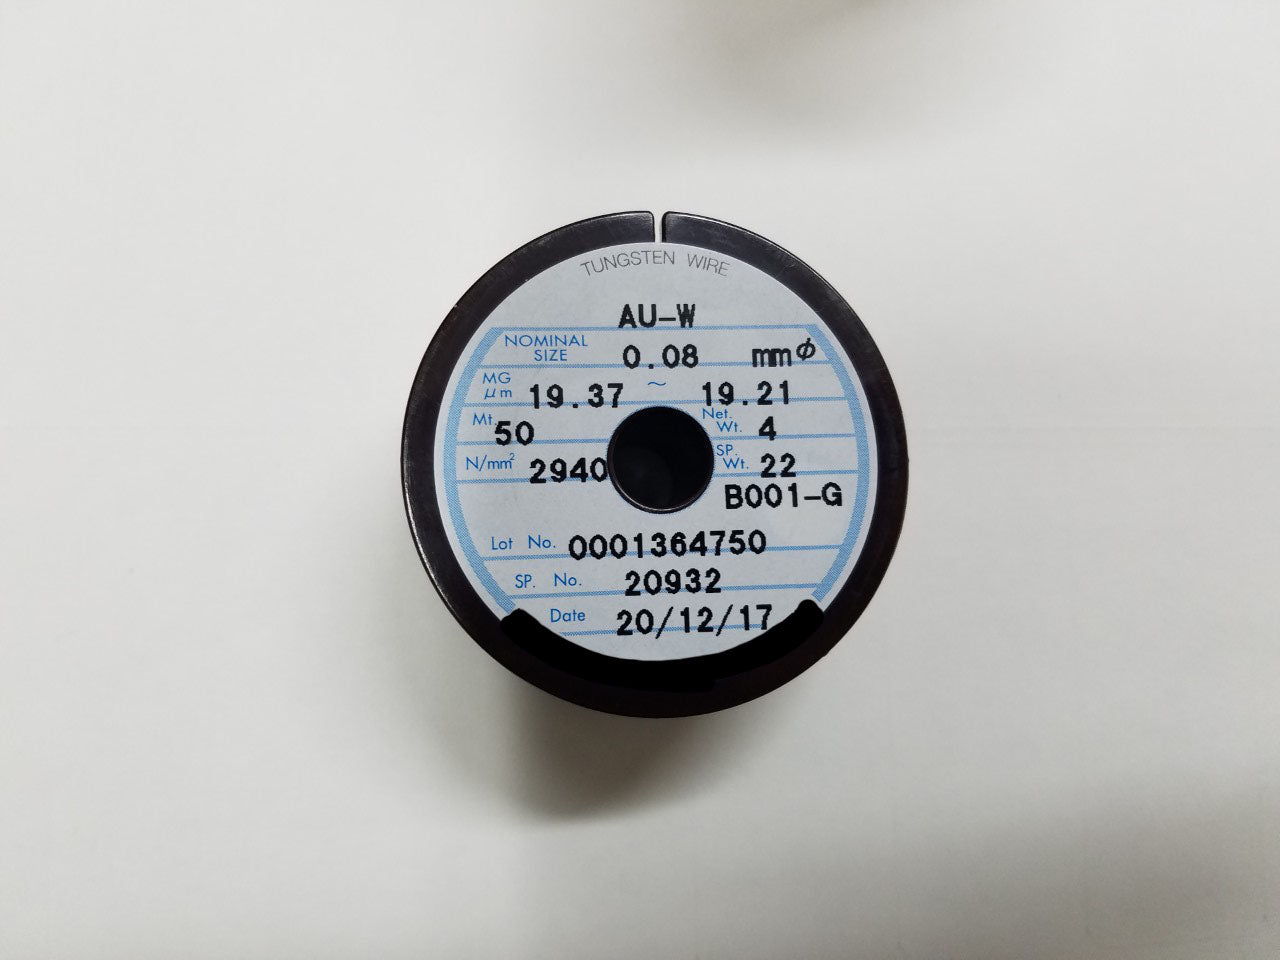 TUNGSTEN WIRE
AU-W
NOMINAL SIZE 0.08 mmφ
MG μm 19.37 ~ 19.21
Mt. 50 Net. Wt. 4
N/mm² 2940 SP. Wt. 22
B001-G
Lot No. 0001364750
SP. No. 20932
Date 20/12/17